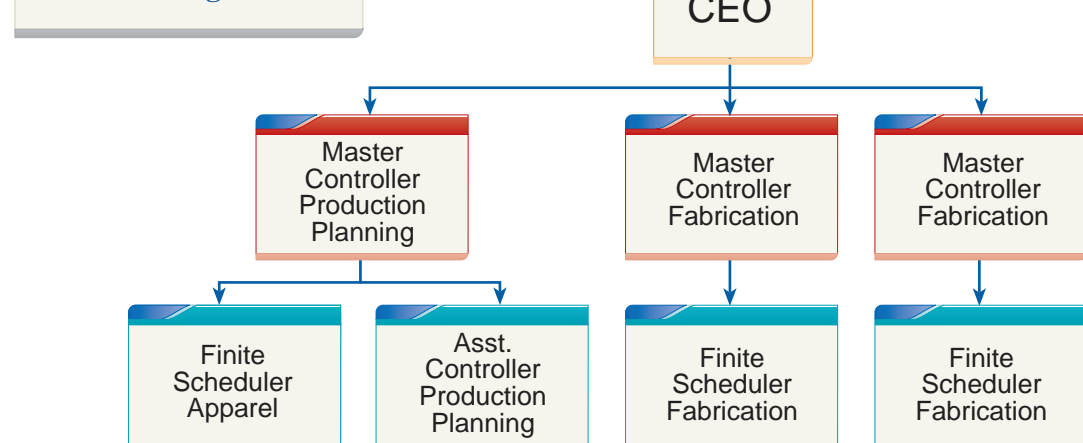 CEO
Master
Controller
Production
Planning
Master
Controller
Fabrication
Master
Controller
Fabrication
Finite
Scheduler
Apparel
Asst.
Controller
Production
Planning
Finite
Scheduler
Fabrication
Finite
Scheduler
Fabrication